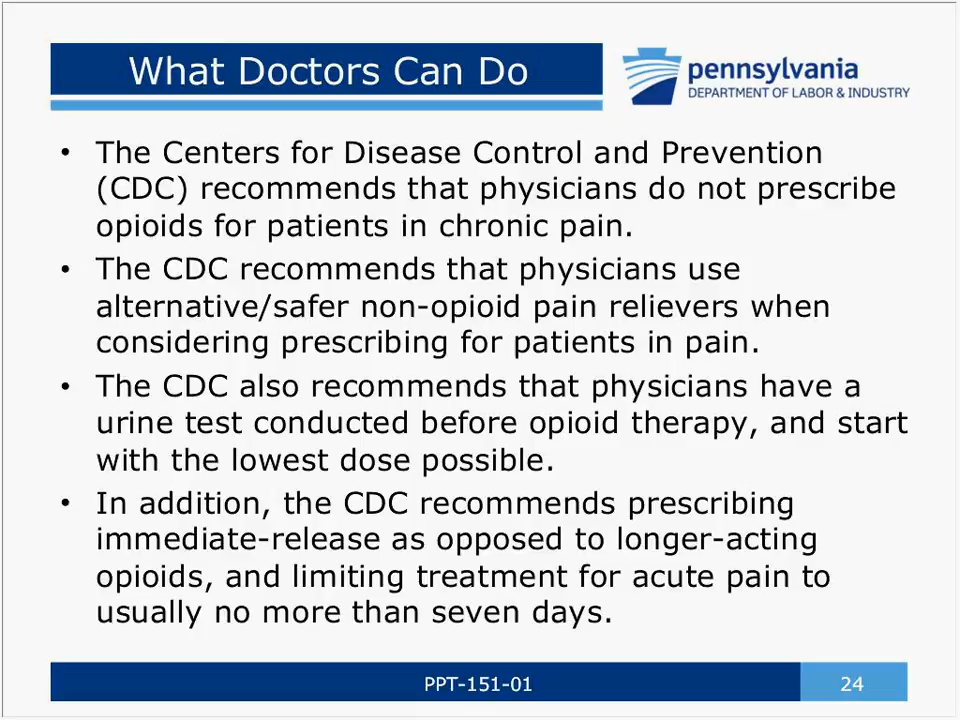 What Doctors Can Do
pennsylvania
DEPARTMENT OF LABOR & INDUSTRY
• The Centers for Disease Control and Prevention
(CDC) recommends that physicians do not prescribe
opioids for patients in chronic pain.
• The CDC recommends that physicians use
alternative/safer non-opioid pain relievers when
considering prescribing for patients in pain.
• The CDC also recommends that physicians have a
urine test conducted before opioid therapy, and start
with the lowest dose possible.
• In addition, the CDC recommends prescribing
immediate-release as opposed to longer-acting
opioids, and limiting treatment for acute pain to
usually no more than seven days.
PPT-151-01
24